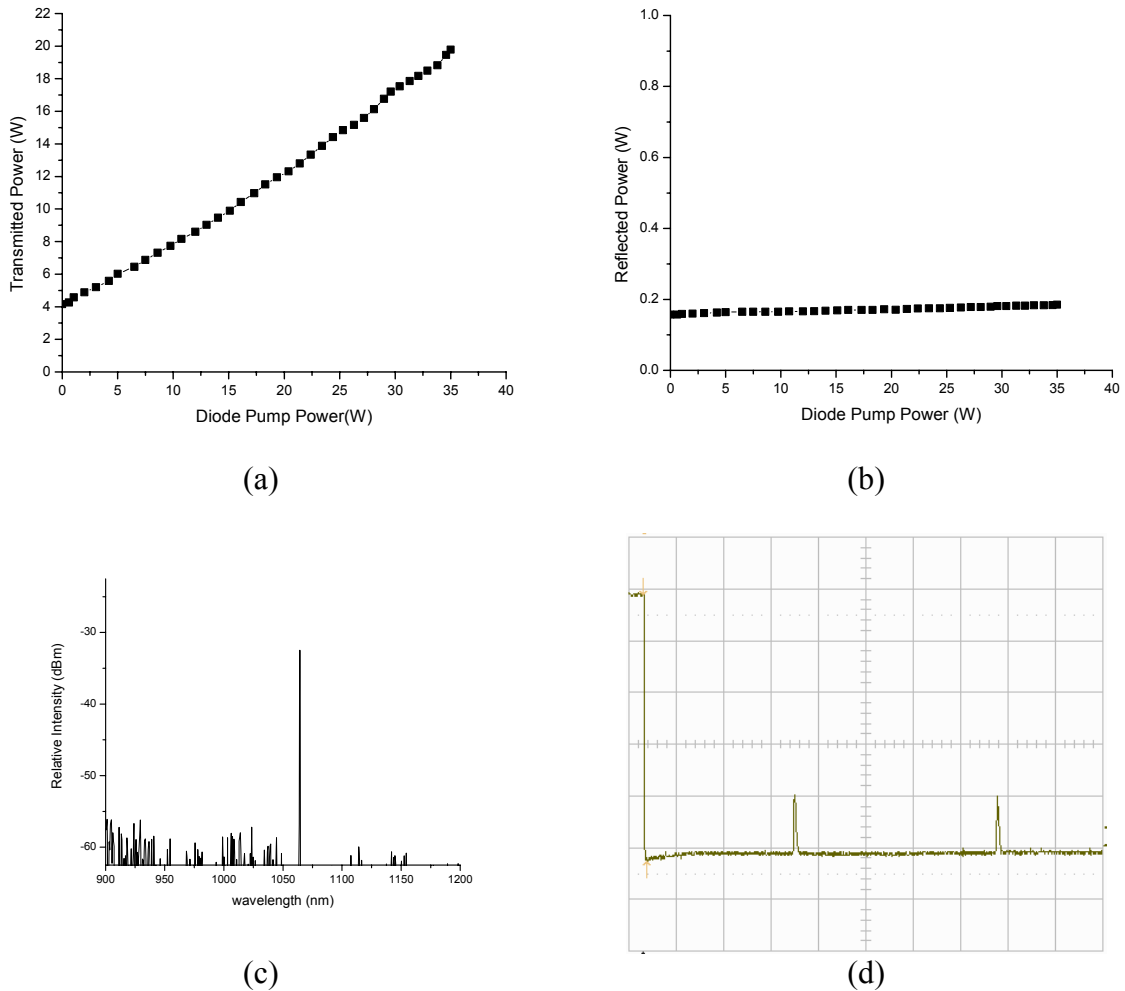 22
20
18
16
14
12
10
8
6
4
2
0
Transmitted Power (W)
0 5 10 15 20 25 30 35 40
Diode Pump Power(W)
(a)
1.0
0.8
0.6
0.4
0.2
0.0
Reflected Power (W)
0 5 10 15 20 25 30 35 40
Diode Pump Power (W)
(b)
-30
-40
-50
-60
Relative Intensity (dBm)
900 950 1000 1050 1100 1150 1200
wavelength (nm)
(c)
(d)